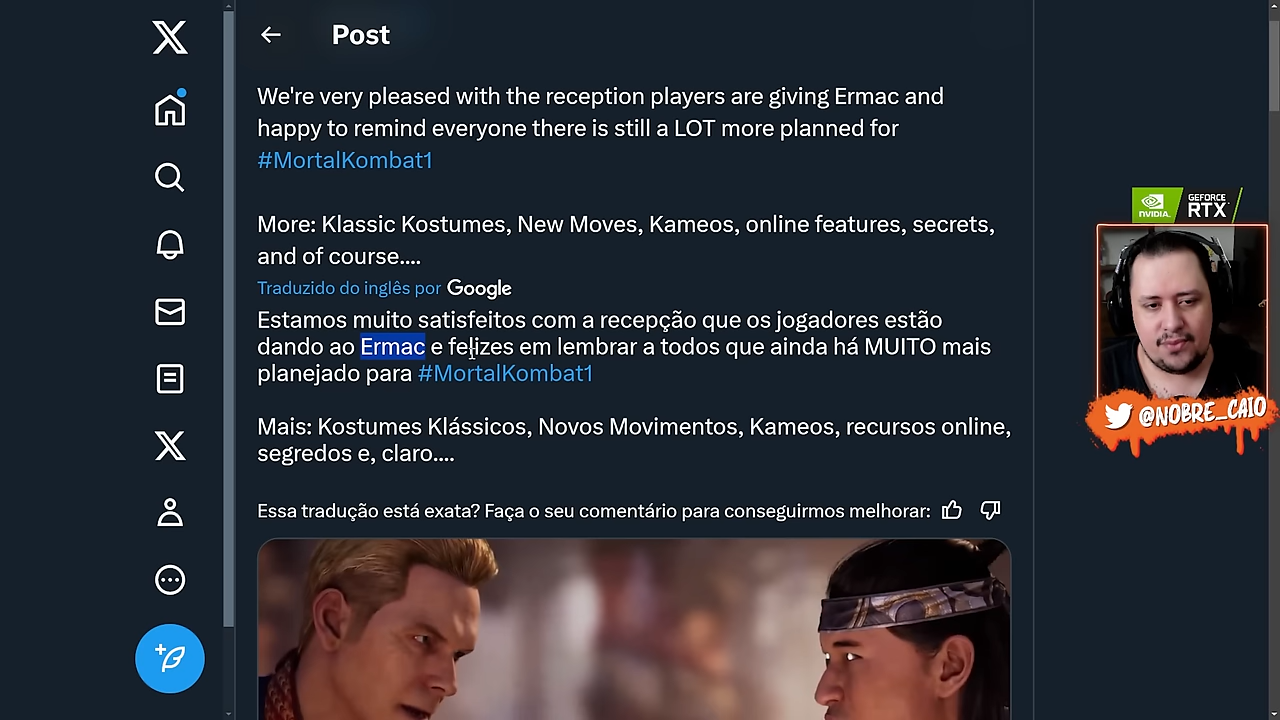 Post
We're very pleased with the reception players are giving Ermac and
happy to remind everyone there is still a LOT more planned for
#MortalKombat1
More: Klassic Kostumes, New Moves, Kameos, online features, secrets,
and of course....
Traduzido do inglês por Google
Estamos muito satisfeitos com a recepção que os jogadores estão
dando ao Ermac e felizes em lembrar a todos que ainda há MUITO mais
planejado para #MortalKombat1
Mais: Kostumes Klássicos, Novos Movimentos, Kameos, recursos online,
segredos e, claro....
Essa tradução está exata? Faça o seu comentário para conseguirmos melhorar:
NVIDIA. GEFORCE RTX
@NOBRE_CAIO